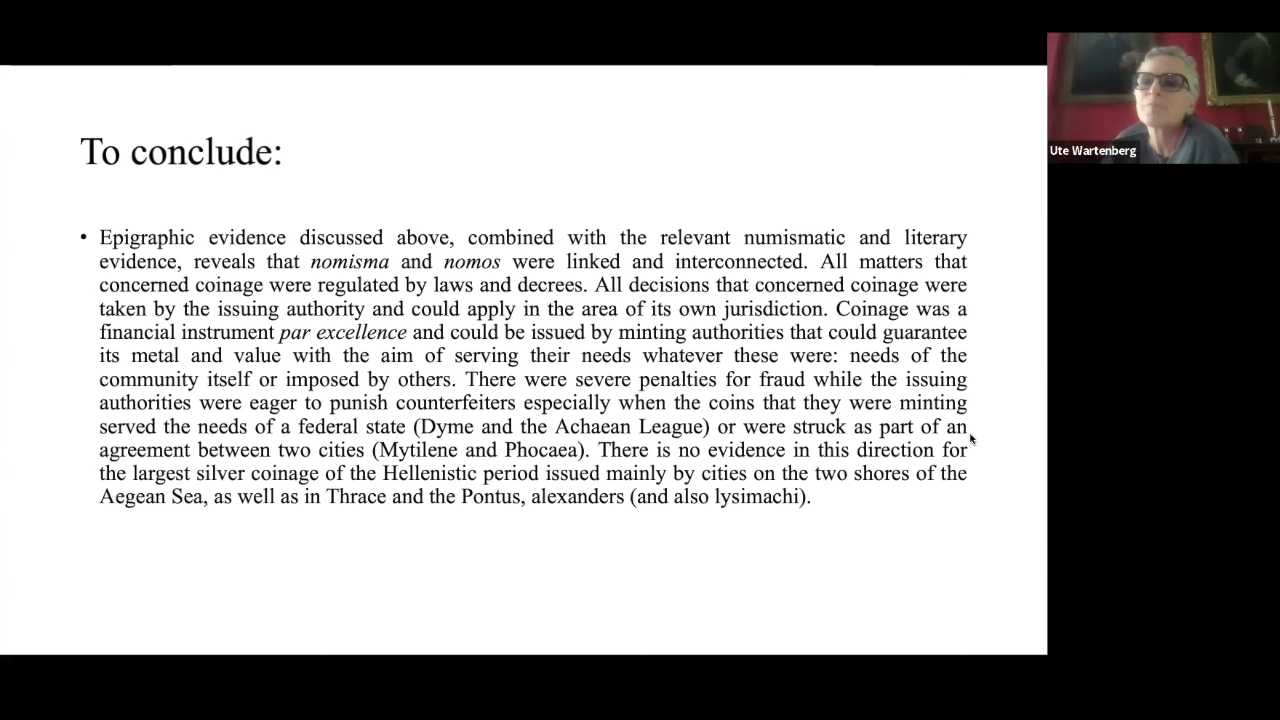 To conclude:
• Epigraphic evidence discussed above, combined with the relevant numismatic and literary
evidence, reveals that nomisma and nomos were linked and interconnected. All matters that
concerned coinage were regulated by laws and decrees. All decisions that concerned coinage were
taken by the issuing authority and could apply in the area of its own jurisdiction. Coinage was a
financial instrument par excellence and could be issued by minting authorities that could guarantee
its metal and value with the aim of serving their needs whatever these were: needs of the
community itself or imposed by others. There were severe penalties for fraud while the issuing
authorities were eager to punish counterfeiters especially when the coins that they were minting
served the needs of a federal state (Dyme and the Achaean League) or were struck as part of an
agreement between two cities (Mytilene and Phocaea). There is no evidence in this direction for
the largest silver coinage of the Hellenistic period issued mainly by cities on the two shores of the
Aegean Sea, as well as in Thrace and the Pontus, alexanders (and also lysimachi).
Ute Wartenberg